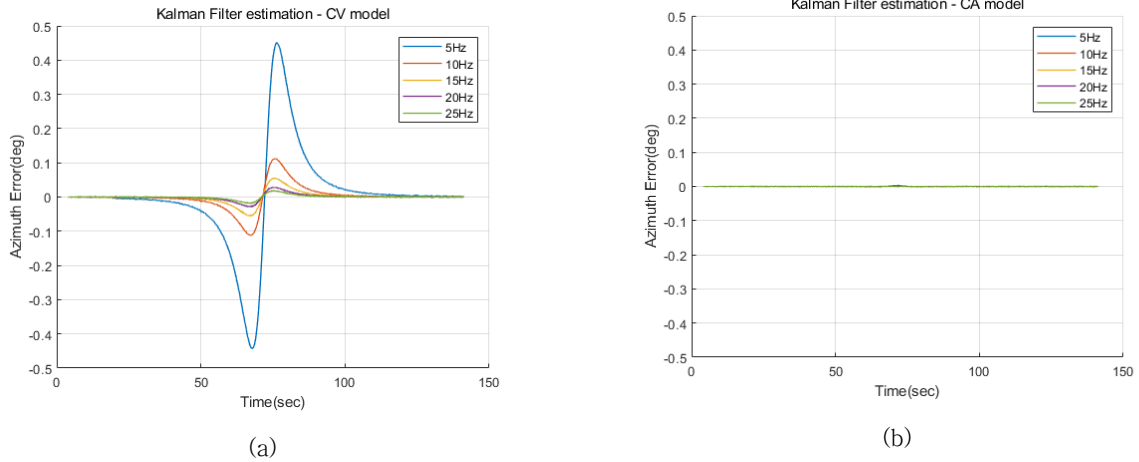 Kalman Filter estimation - CV model
0.5
0.4
0.3
0.2
0.1
0
-0.1
-0.2
-0.3
-0.4
-0.5
Azimuth Error(deg)
5Hz
10Hz
15Hz
20Hz
25Hz
0
50
100
150
Time(sec)
(a)
Kalman Filter estimation - CA model
0.5
0.4
0.3
0.2
0.1
0
-0.1
-0.2
-0.3
-0.4
-0.5
Azimuth Error(deg)
5Hz
10Hz
15Hz
20Hz
25Hz
0
50
100
150
Time(sec)
(b)